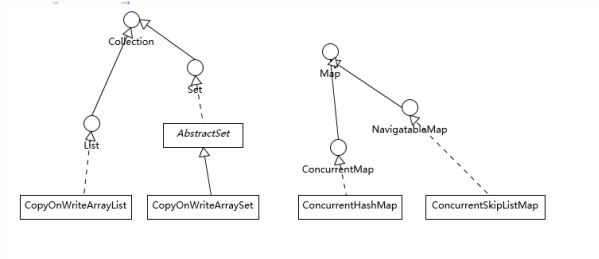 Collection
Set
Map
AbstractSet
NavigatableMap
List
ConcurrentMap
CopyOnWriteArrayList
CopyOnWriteArraySet
ConcurrentHashMap
ConcurrentSkipListMap